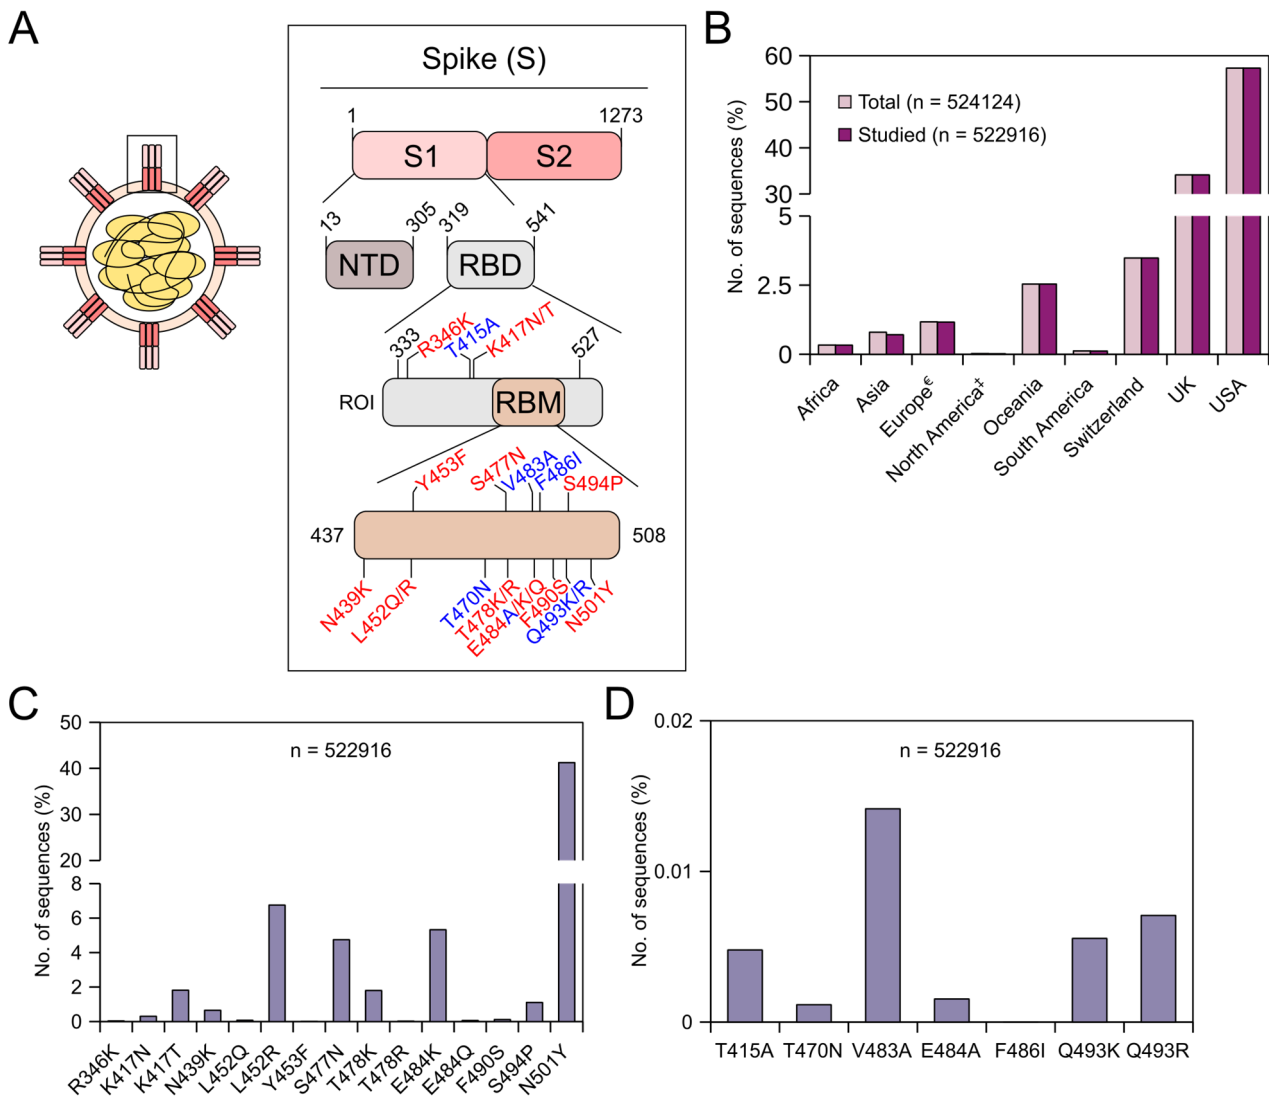 A
Spike (S)
1
1273
S1
S2
13
305
319
541
NTD
RBD
333
R346K
T415A
K417N/T
527
ROI
RBM
Y453F
S477N
V483A
F486I
S494P
437
508
N439K
L452Q/R
T470N
T478K/R
E484A/K/Q
F490S
Q493K/R
N501Y
B
No. of sequences (%)
60
50
40
30
5
2.5
0
Total (n = 524124)
Studied (n = 522916)
Africa
Asia
Europe€
North America‡
Oceania
South America
Switzerland
UK
USA
C
No. of sequences (%)
50
40
30
20
8
6
4
2
0
n = 522916
R346K
K417N
K417T
N439K
L452Q
L452R
Y453F
S477N
T478K
T478R
E484K
E484Q
F490S
S494P
N501Y
D
No. of sequences (%)
0.02
0.01
0
n = 522916
T415A
T470N
V483A
E484A
F486I
Q493K
Q493R